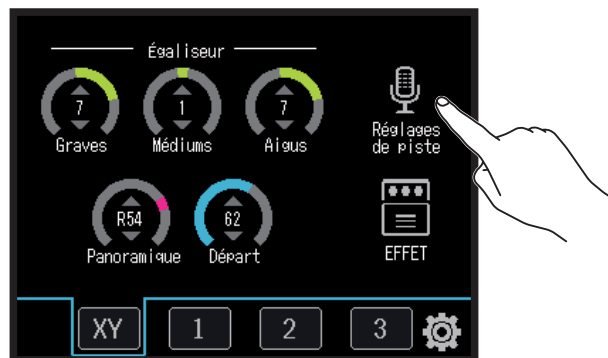 Égaliseur
7
1
7
Graves
Médiums
Aigus
Réglages
de piste
R54
62
Panoramique
Départ
EFFET
XY
1
2
3